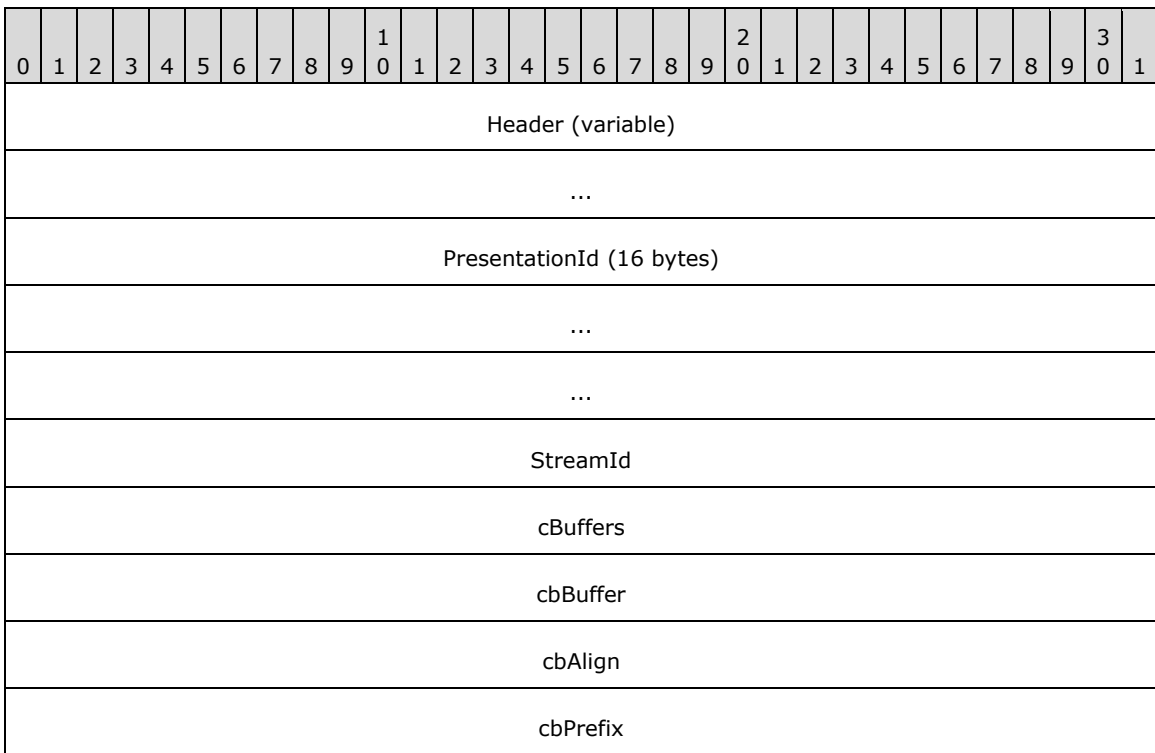 1 2 3
0 1 2 3 4 5 6 7 8 9 0 1 2 3 4 5 6 7 8 9 0 1 2 3 4 5 6 7 8 9 0 1
Header (variable)
...
PresentationId (16 bytes)
...
...
StreamId
cBuffers
cbBuffer
cbAlign
cbPrefix